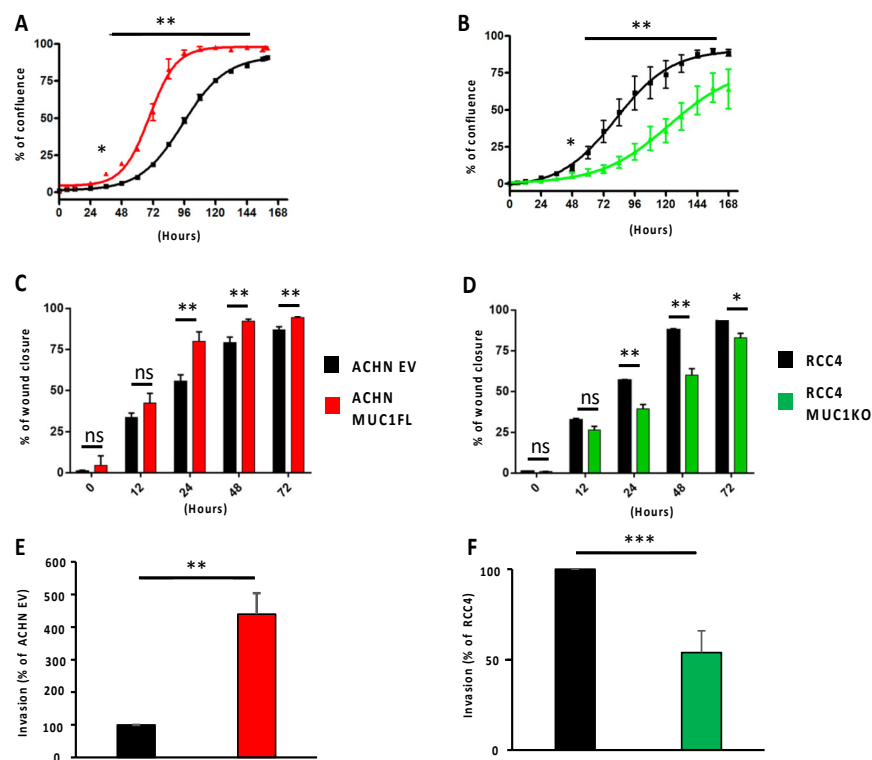 A
**
% of confluence
100
75
50
25
0
*
0 24 48 72 96 120 144 168
(Hours)
B
**
% of confluence
100
75
50
25
0
*
0 24 48 72 96 120 144 168
(Hours)
C
% of wound closure
100
75
50
25
0
ns ns ** ** **
0 12 24 48 72
(Hours)
ACHN EV
ACHN
MUC1FL
D
% of wound closure
100
75
50
25
0
ns ns ** ** *
0 12 24 48 72
(Hours)
RCC4
RCC4
MUC1KO
E
**
Invasion (% of ACHN EV)
600
500
400
300
200
100
0
F
***
Invasion (% of RCC4)
100
50
0